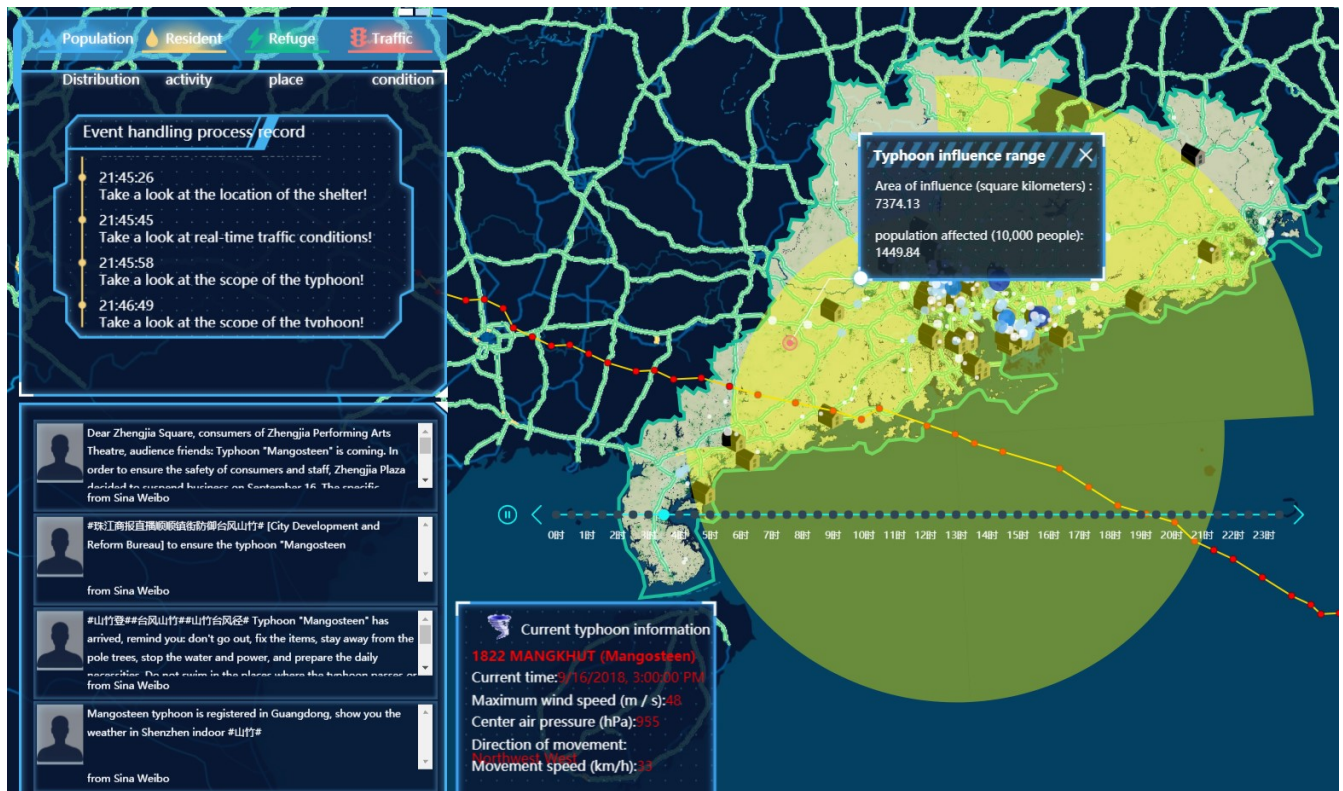 Population Resident Refuge Traffic
Distribution activity place condition
Event handling process record
21:45:26
Take a look at the location of the shelter!
21:45:45
Take a look at real-time traffic conditions!
21:45:58
Take a look at the scope of the typhoon!
21:46:49
Take a look at the scope of the typhoon!
Dear Zhengjia Square, consumers of Zhengjia Performing Arts
Theatre, audience friends: Typhoon "Mangosteen" is coming. In
order to ensure the safety of consumers and staff, Zhengjia Plaza
decided to suspend business on September 16. The specific
from Sina Weibo
#珠江商报直播顺顺镇街防御台风山竹# [City Development and
Reform Bureau] to ensure the typhoon "Mangosteen
from Sina Weibo
#山竹登##台风山竹##山竹台风径# Typhoon "Mangosteen" has
arrived, remind you: don't go out, fix the items, stay away from the
pole trees, stop the water and power, and prepare the daily
necessities. Do not swim in the places where the typhoon passes or
from Sina Weibo
Mangosteen typhoon is registered in Guangdong, show you the
weather in Shenzhen indoor #山竹#
from Sina Weibo
Typhoon influence range
Area of influence (square kilometers) :
7374.13
population affected (10,000 people):
1449.84
0时 1时 2时 3时 4时 5时 6时 7时 8时 9时 10时 11时 12时 13时 14时 15时 16时 17时 18时 19时 20时 21时 22时 23时
Current typhoon information
1822 MANGKHUT (Mangosteen)
Current time:9/16/2018, 3:00:00 PM
Maximum wind speed (m / s):48
Center air pressure (hPa):955
Direction of movement:
Northwest West
Movement speed (km/h):33